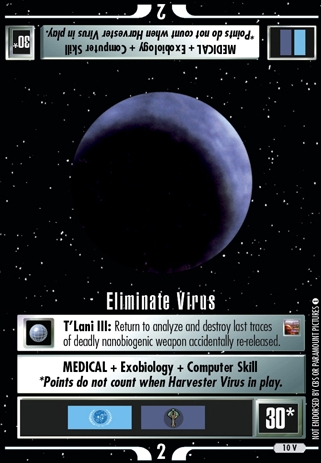 2
MEDICAL + Exobiology + Computer Skill
*Points do not count when Harvester Virus in play.
30*
Eliminate Virus
T'Lani III: Return to analyze and destroy last traces
of deadly nanobiogenic weapon accidentally re-released.
MEDICAL + Exobiology + Computer Skill
*Points do not count when Harvester Virus in play.
30*
2
10 V
NOT ENDORSED BY CBS OR PARAMOUNT PICTURES